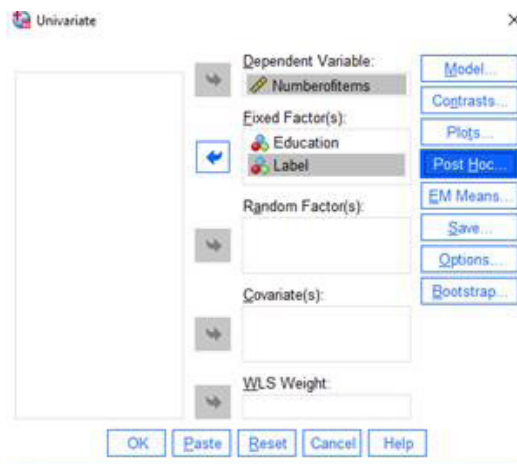 Univariate
Dependent Variable:
Numberofitems
Fixed Factor(s):
Education
Label
Random Factor(s):
Covariate(s):
WLS Weight:
Model...
Contrasts...
Plots...
Post Hoc...
EM Means...
Save...
Options...
Bootstrap...
OK Paste Reset Cancel Help